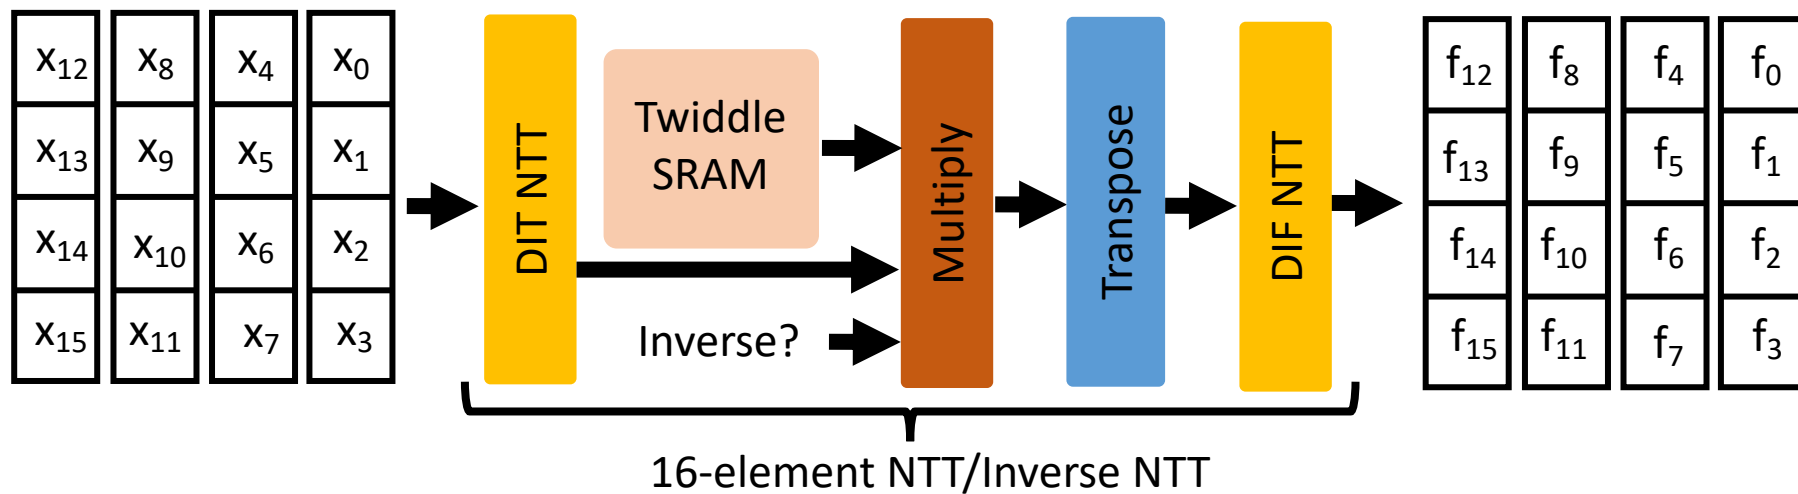 x12 x8 x4 x0
x13 x9 x5 x1
x14 x10 x6 x2
x15 x11 x7 x3
DIT NTT
Twiddle
SRAM
Inverse?
Multiply
Transpose
DIF NTT
f12 f8 f4 f0
f13 f9 f5 f1
f14 f10 f6 f2
f15 f11 f7 f3
16-element NTT/Inverse NTT